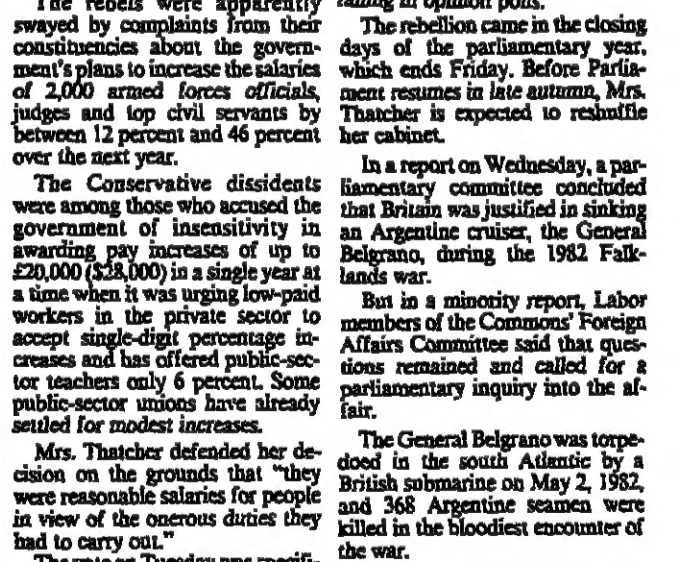 The rebels were apparently
swayed by complaints from their
constituencies about the govern-
ment's plans to increase the salaries
of 2,000 armed forces officials,
judges and top civil servants by
between 12 percent and 46 percent
over the next year.
The Conservative dissidents
were among those who accused the
government of insensitivity in
awarding pay increases of up to
£20,000 ($28,000) in a single year at
a time when it was urging low-paid
workers in the private sector to
accept single-digit percentage in-
creases and has offered public-sec-
tor teachers only 6 percent. Some
public-sector unions have already
settled for modest increases.
Mrs. Thatcher defended her de-
cision on the grounds that "they
were reasonable salaries for people
in view of the onerous duties they
had to carry out."
The vote on Tuesday was specifi-
in opinion polls.
The rebellion came in the closing
days of the parliamentary year,
which ends Friday. Before Parlia-
ment resumes in late autumn, Mrs.
Thatcher is expected to reshuffle
her cabinet.
In a report on Wednesday, a par-
liamentary committee concluded
that Britain was justified in sinking
an Argentine cruiser, the General
Belgrano, during the 1982 Falk-
lands war.
But in a minority report, Labor
members of the Commons' Foreign
Affairs Committee said that ques-
tions remained and called for a
parliamentary inquiry into the af-
fair.
The General Belgrano was torpe-
doed in the south Atlantic by a
British submarine on May 2, 1982,
and 368 Argentine seamen were
killed in the bloodiest encounter of
the war.